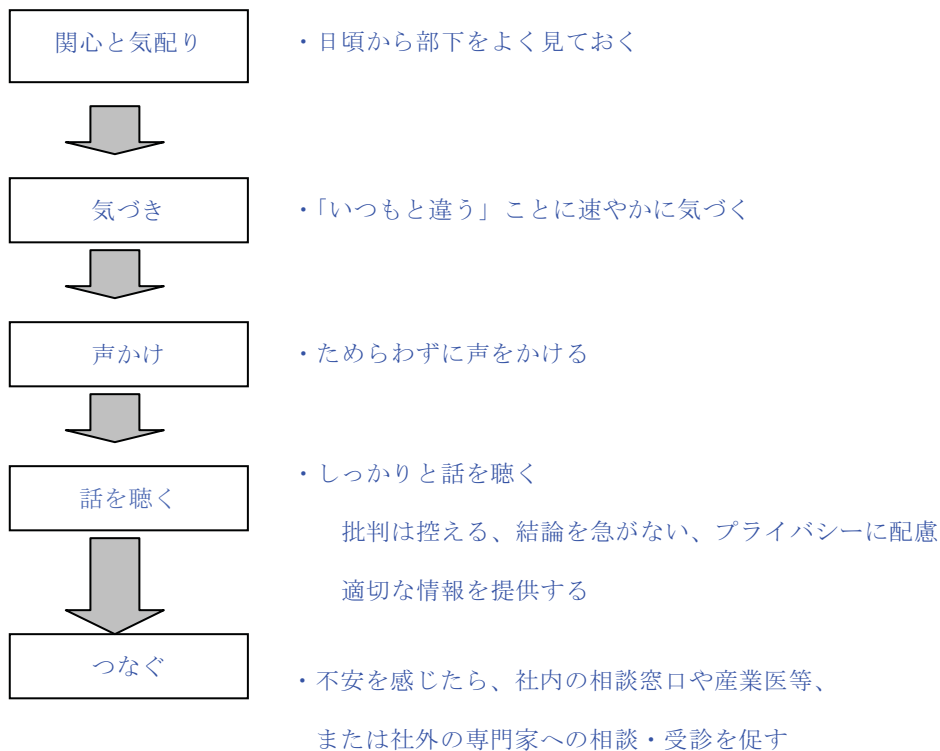 関心と気配り
・日頃から部下をよく見ておく
気づき
・「いつもと違う」ことに速やかに気づく
声かけ
・ためらわずに声をかける
話を聴く
・しっかりと話を聴く
批判は控える、結論を急がない、プライバシーに配慮
適切な情報を提供する
つなぐ
・不安を感じたら、社内の相談窓口や産業医等、
または社外の専門家への相談・受診を促す